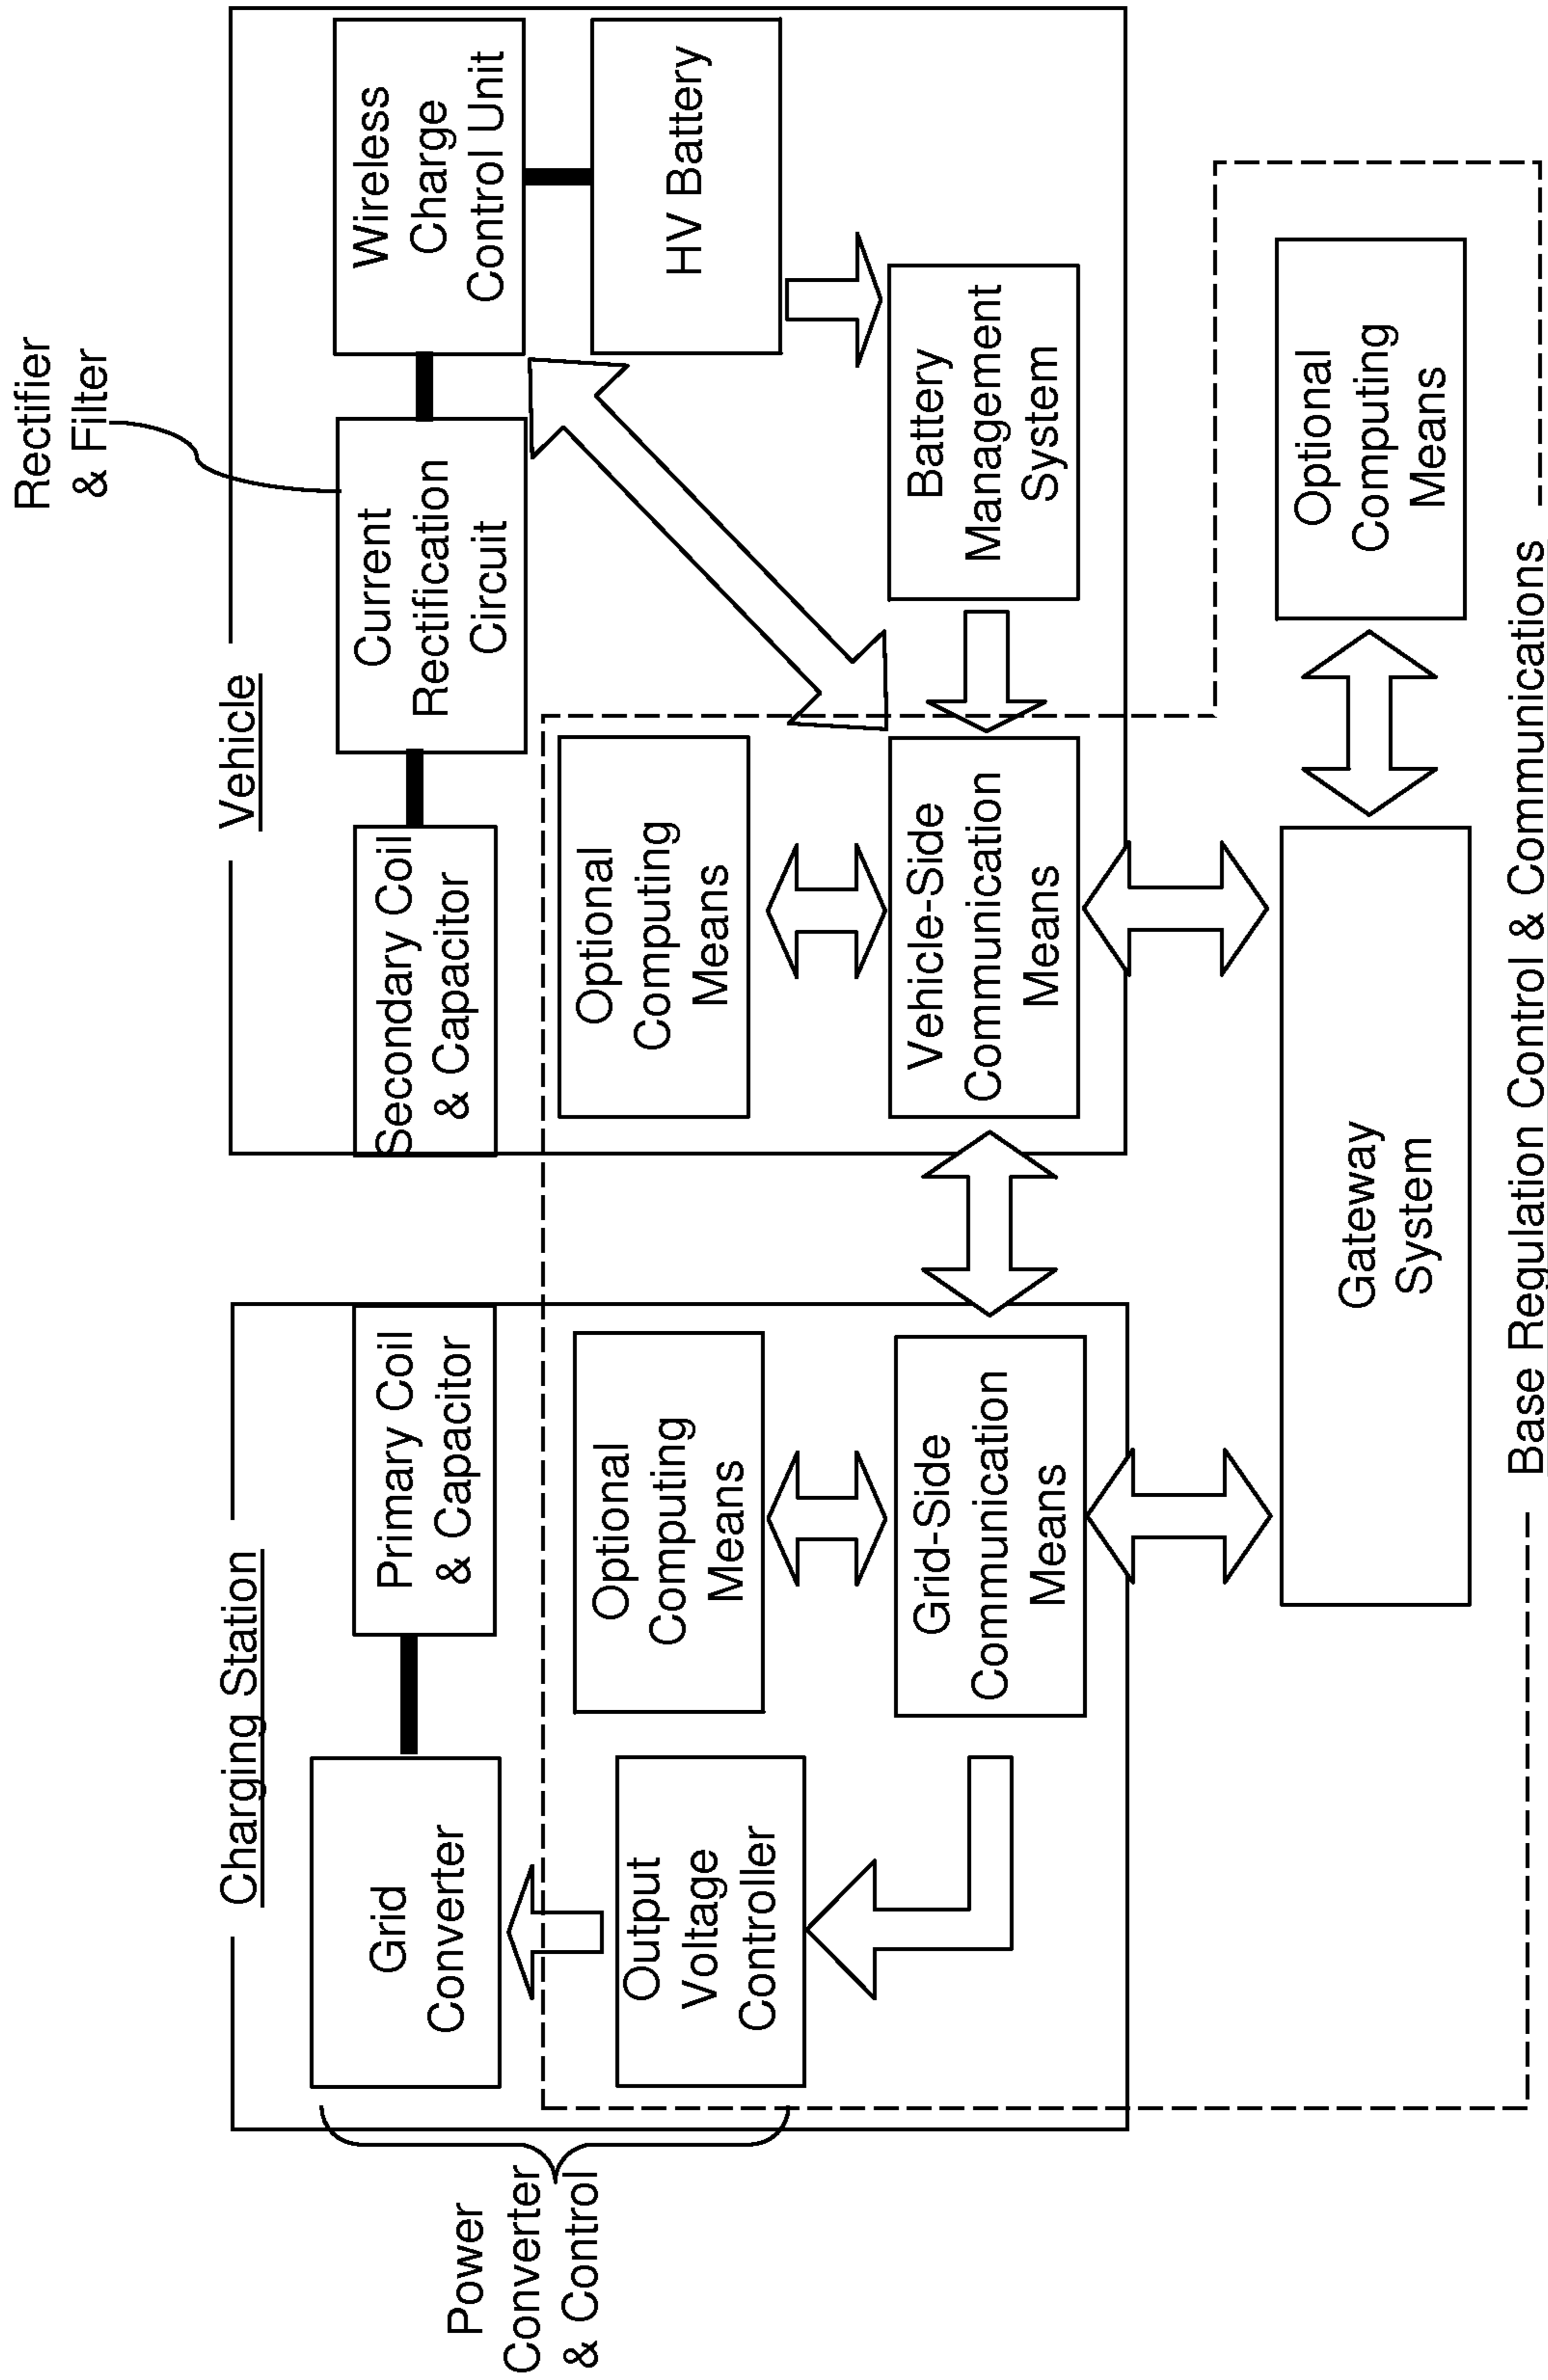 Rectifier
& Filter
Charging Station
Vehicle
Grid
Converter
Primary Coil
& Capacitor
Secondary Coil
& Capacitor
Current
Rectification
Circuit
Wireless
Charge
Control Unit
Power
Converter
& Control
Output
Voltage
Controller
Optional
Computing
Means
Optional
Computing
Means
HV Battery
Grid-Side
Communication
Means
Vehicle-Side
Communication
Means
Battery
Management
System
Gateway
System
Optional
Computing
Means
Base Regulation Control & Communications